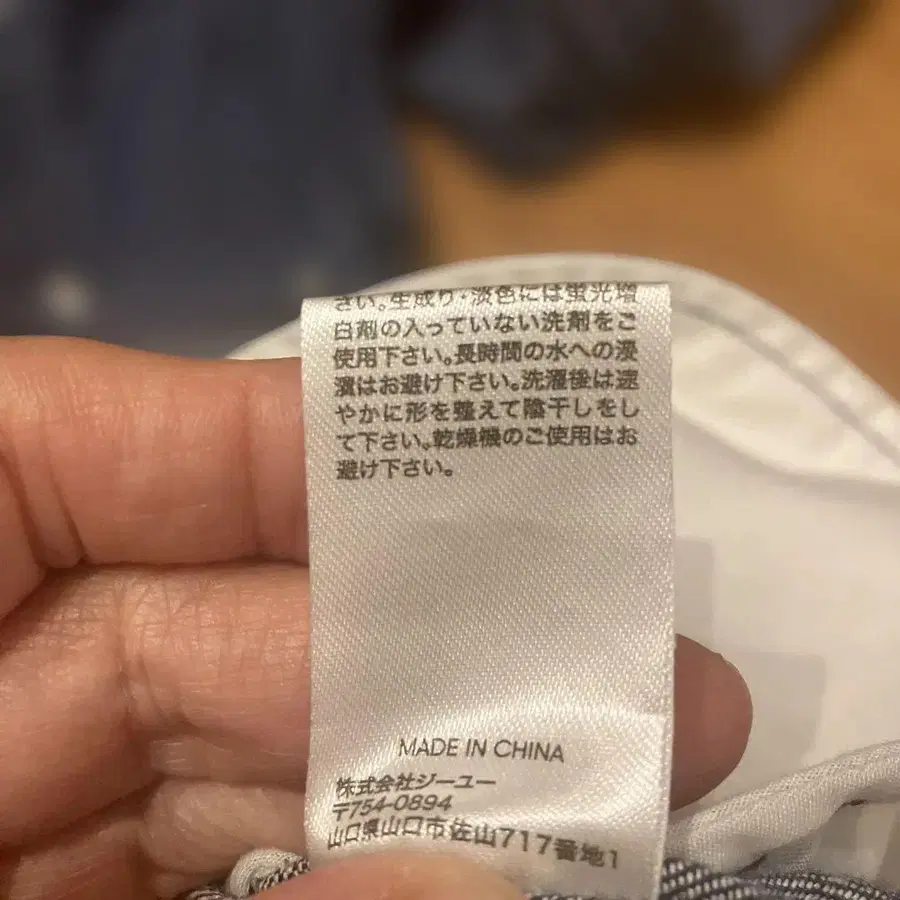 さい。生成り・淡色には蛍光増
白剤の入っていない洗剤をご
使用下さい。長時間の水への浸
漬はお避け下さい。洗濯後は速
やかに形を整えて陰干しをし
て下さい。乾燥機のご使用はお
避け下さい。
MADE IN CHINA
株式会社ジーユー
〒754-0894
山口県山口市佐山717番地1